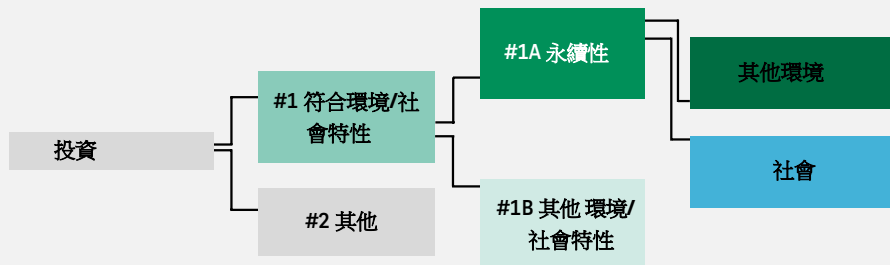 投資
#1 符合環境/社
會特性
#2 其他
#1A 永續性
#1B 其他 環境/
社會特性
其他環境
社會